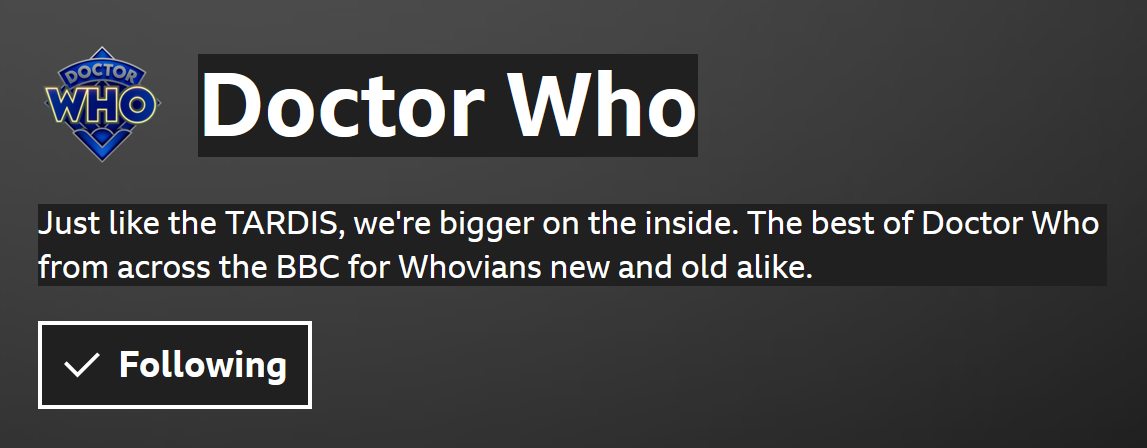 DOCTOR
WHO
Doctor Who
Just like the TARDIS, we're bigger on the inside. The best of Doctor Who
from across the BBC for Whovians new and old alike.
Following